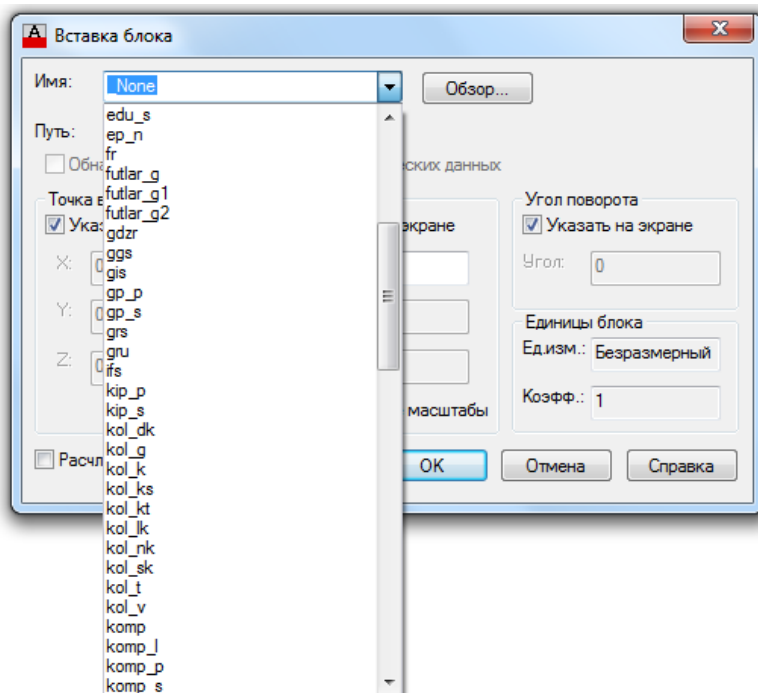 Вставка блока
Имя:
_None
Обзор...
Путь:
ских данных
Точка в
экране
Угол поворота
Указать на экране
X:
Угол:
0
Y:
Единицы блока
Z:
Ед.изм.:
Безразмерный
Коэфф.:
1
масштабы
OK
Отмена
Справка
edu_s
ep_n
fr
futlar_g
futlar_g1
futlar_g2
gdzr
ggs
gis
gp_p
gp_s
grs
gru
ifs
kip_p
kip_s
kol_dk
kol_g
kol_k
kol_ks
kol_kt
kol_lk
kol_nk
kol_sk
kol_t
kol_v
komp
komp_l
komp_p
komp_s